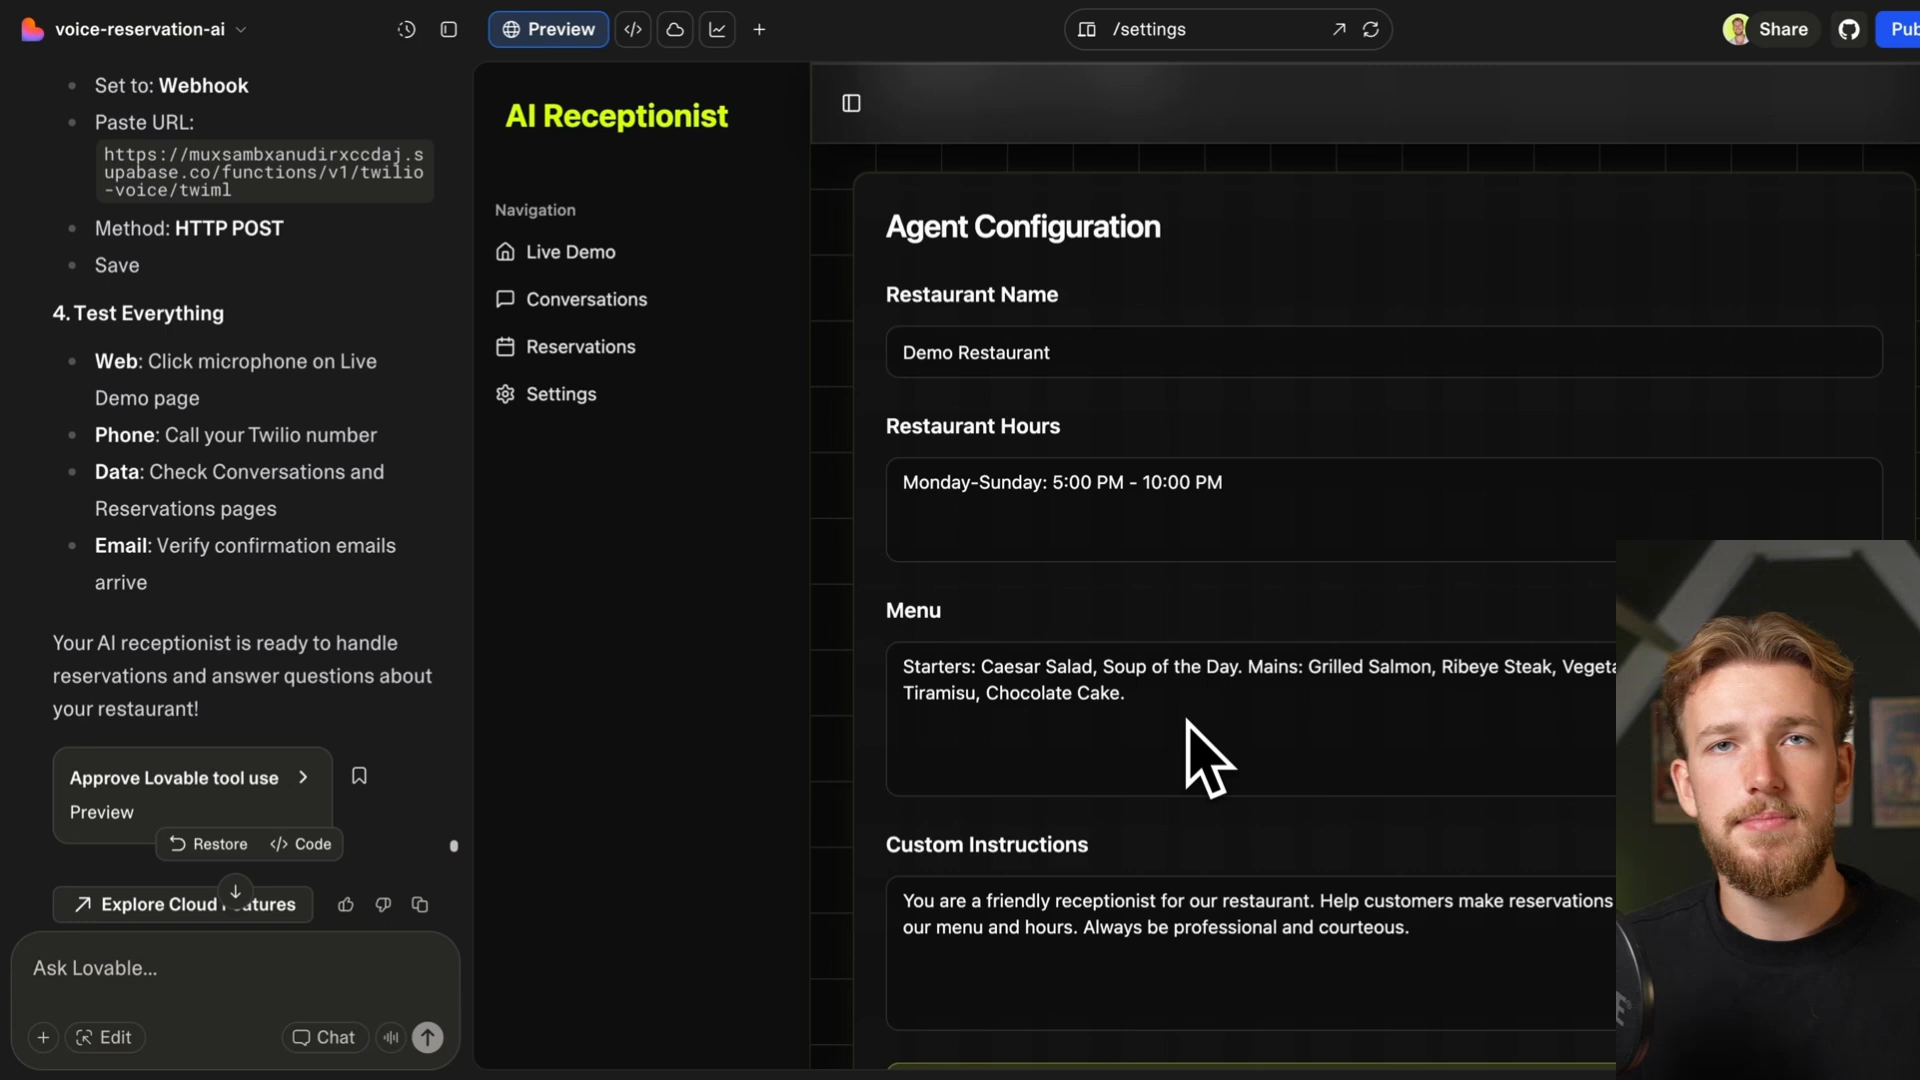 voice-reservation-ai
Preview
/settings
Share
Set to: Webhook
Paste URL:
https://muxsambxanudirxccdaj.s
upabase.co/functions/v1/twilio
-voice/twiml
Method: HTTP POST
Save
4. Test Everything
Web: Click microphone on Live
Demo page
Phone: Call your Twilio number
Data: Check Conversations and
Reservations pages
Email: Verify confirmation emails
arrive
Your AI receptionist is ready to handle
reservations and answer questions about
your restaurant!
Approve Lovable tool use
Preview
Restore
Code
Explore Cloud
Ask Lovable...
Edit
Chat
AI Receptionist
Navigation
Live Demo
Conversations
Reservations
Settings
Agent Configuration
Restaurant Name
Demo Restaurant
Restaurant Hours
Monday-Sunday: 5:00 PM - 10:00 PM
Menu
Starters: Caesar Salad, Soup of the Day. Mains: Grilled Salmon, Ribeye Steak,
Tiramisu, Chocolate Cake.
Custom Instructions
You are a friendly receptionist for our restaurant. Help customers make reservations
our menu and hours. Always be professional and courteous.